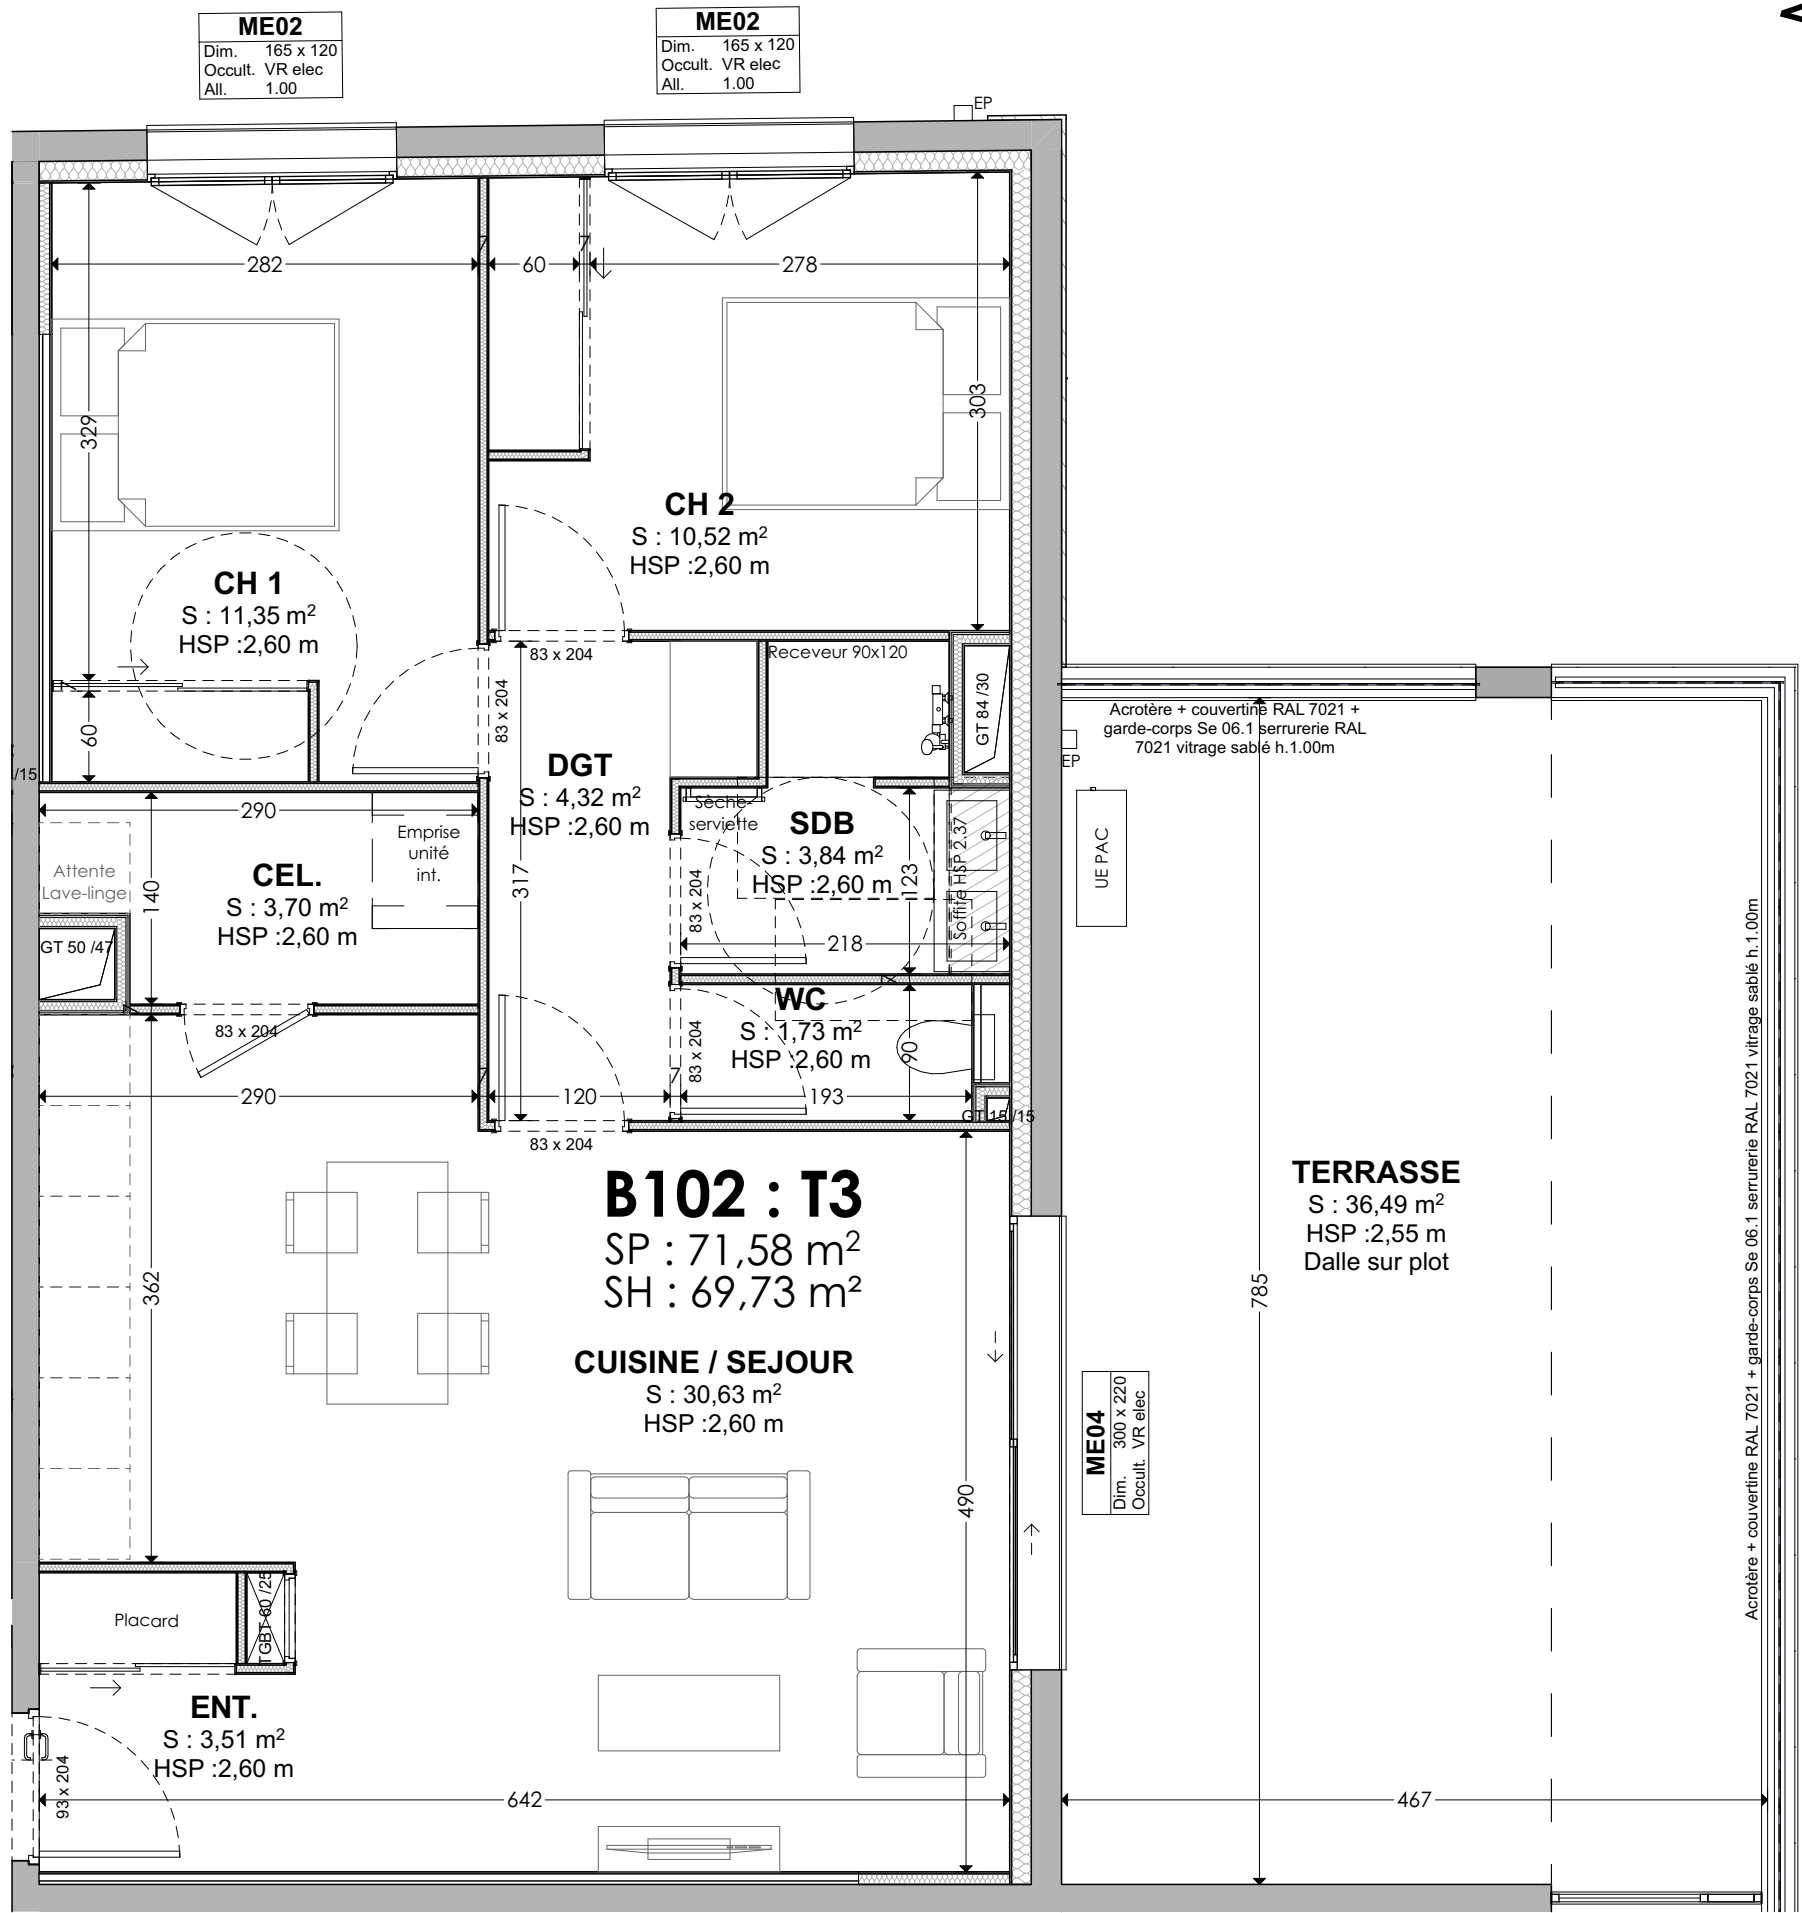 ME02
Dim. 165 x 120
Occult. VR elec
All. 1.00
ME02
Dim. 165 x 120
Occult. VR elec
All. 1.00
EP
282
7
60
7
278
329
303
CH 2
S : 10,52 m²
HSP :2,60 m
CH 1
S : 11,35 m²
HSP :2,60 m
60
83 x 204
83 x 204
Receveur 90x120
GT 84 /30
/15
DGT
S : 4,32 m²
HSP :2,60 m
317
Sèche-
serviette
SDB
S : 3,84 m²
HSP :2,60 m
123
Soffite HSP 2.37
83 x 204
218
290
Emprise
unité
int.
Attente
Lave-linge
140
CEL.
S : 3,70 m²
HSP :2,60 m
GT 50 /47
83 x 204
WC
S : 1,73 m²
HSP :2,60 m
90
83 x 204
290
7
120
7
193
GT 15 /15
83 x 204
Acrotère + couvertine RAL 7021 +
garde-corps Se 06.1 serrurerie RAL
7021 vitrage sablé h.1.00m
EP
UE PAC
TERRASSE
S : 36,49 m²
HSP :2,55 m
Dalle sur plot
785
Acrotère + couvertine RAL 7021 + garde-corps Se 06.1 serrurerie RAL 7021 vitrage sablé h.1.00m
B102 : T3
SP : 71,58 m²
SH : 69,73 m²
362
CUISINE / SEJOUR
S : 30,63 m²
HSP :2,60 m
ME04
Dim. 300 x 220
Occult. VR elec
490
Placard
TGBT 60 /25
ENT.
S : 3,51 m²
HSP :2,60 m
93 x 204
642
467